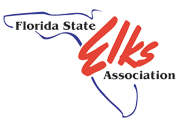 Florida State
Elks
Association